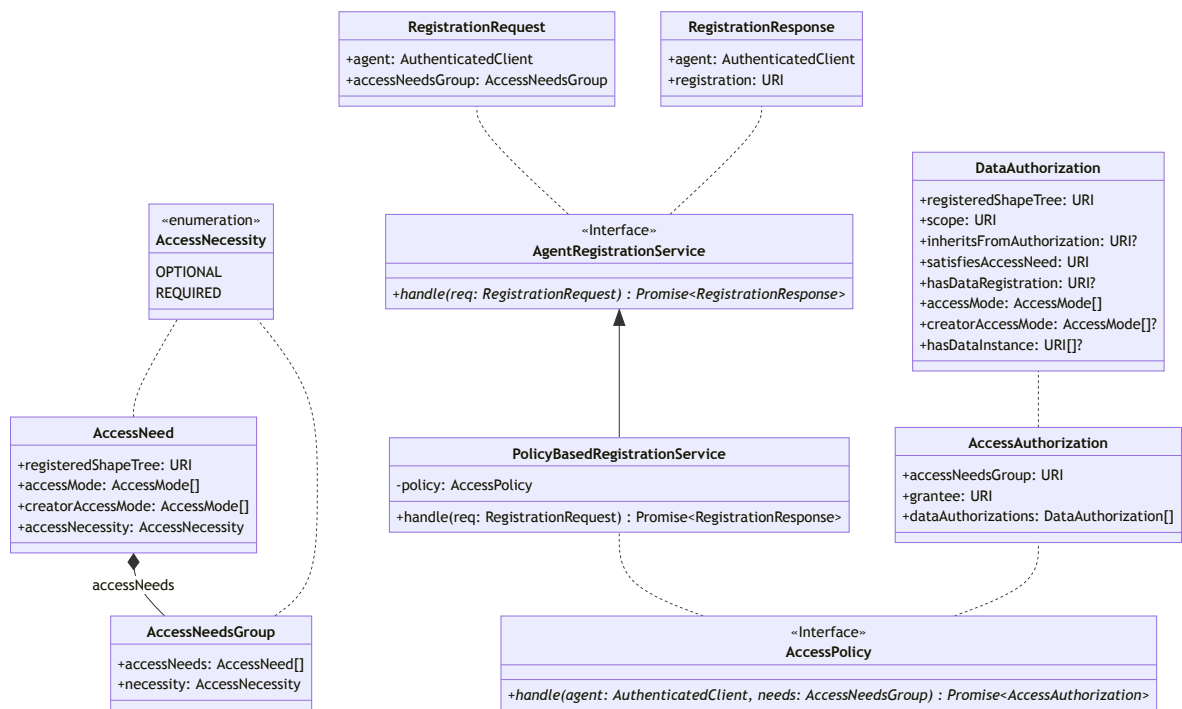 RegistrationRequest
+agent: AuthenticatedClient
+accessNeedsGroup: AccessNeedsGroup
RegistrationResponse
+agent: AuthenticatedClient
+registration: URI
«enumeration»
AccessNecessity
OPTIONAL
REQUIRED
«Interface»
AgentRegistrationService
+handle(req: RegistrationRequest) : Promise<RegistrationResponse>
DataAuthorization
+registeredShapeTree: URI
+scope: URI
+inheritsFromAuthorization: URI?
+satisfiesAccessNeed: URI
+hasDataRegistration: URI?
+accessMode: AccessMode[]
+creatorAccessMode: AccessMode[]?
+hasDataInstance: URI[]?
AccessNeed
+registeredShapeTree: URI
+accessMode: AccessMode[]
+creatorAccessMode: AccessMode[]
+accessNecessity: AccessNecessity
PolicyBasedRegistrationService
-policy: AccessPolicy
+handle(req: RegistrationRequest) : Promise<RegistrationResponse>
AccessAuthorization
+accessNeedsGroup: URI
+grantee: URI
+dataAuthorizations: DataAuthorization[]
accessNeeds
AccessNeedsGroup
+accessNeeds: AccessNeed[]
+necessity: AccessNecessity
«Interface»
AccessPolicy
+handle(agent: AuthenticatedClient, needs: AccessNeedsGroup) : Promise<AccessAuthorization>